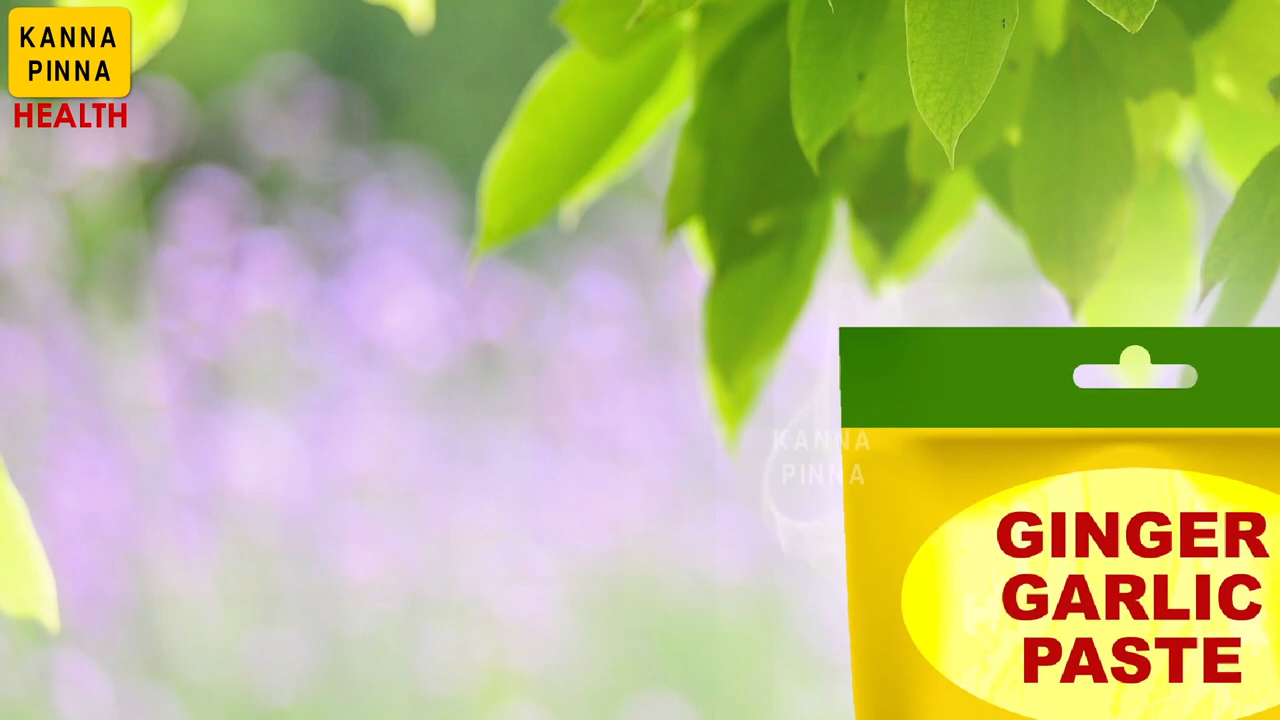 KANNA
PINNA
HEALTH
KANNA
PINNA
GINGER
GARLIC
PASTE